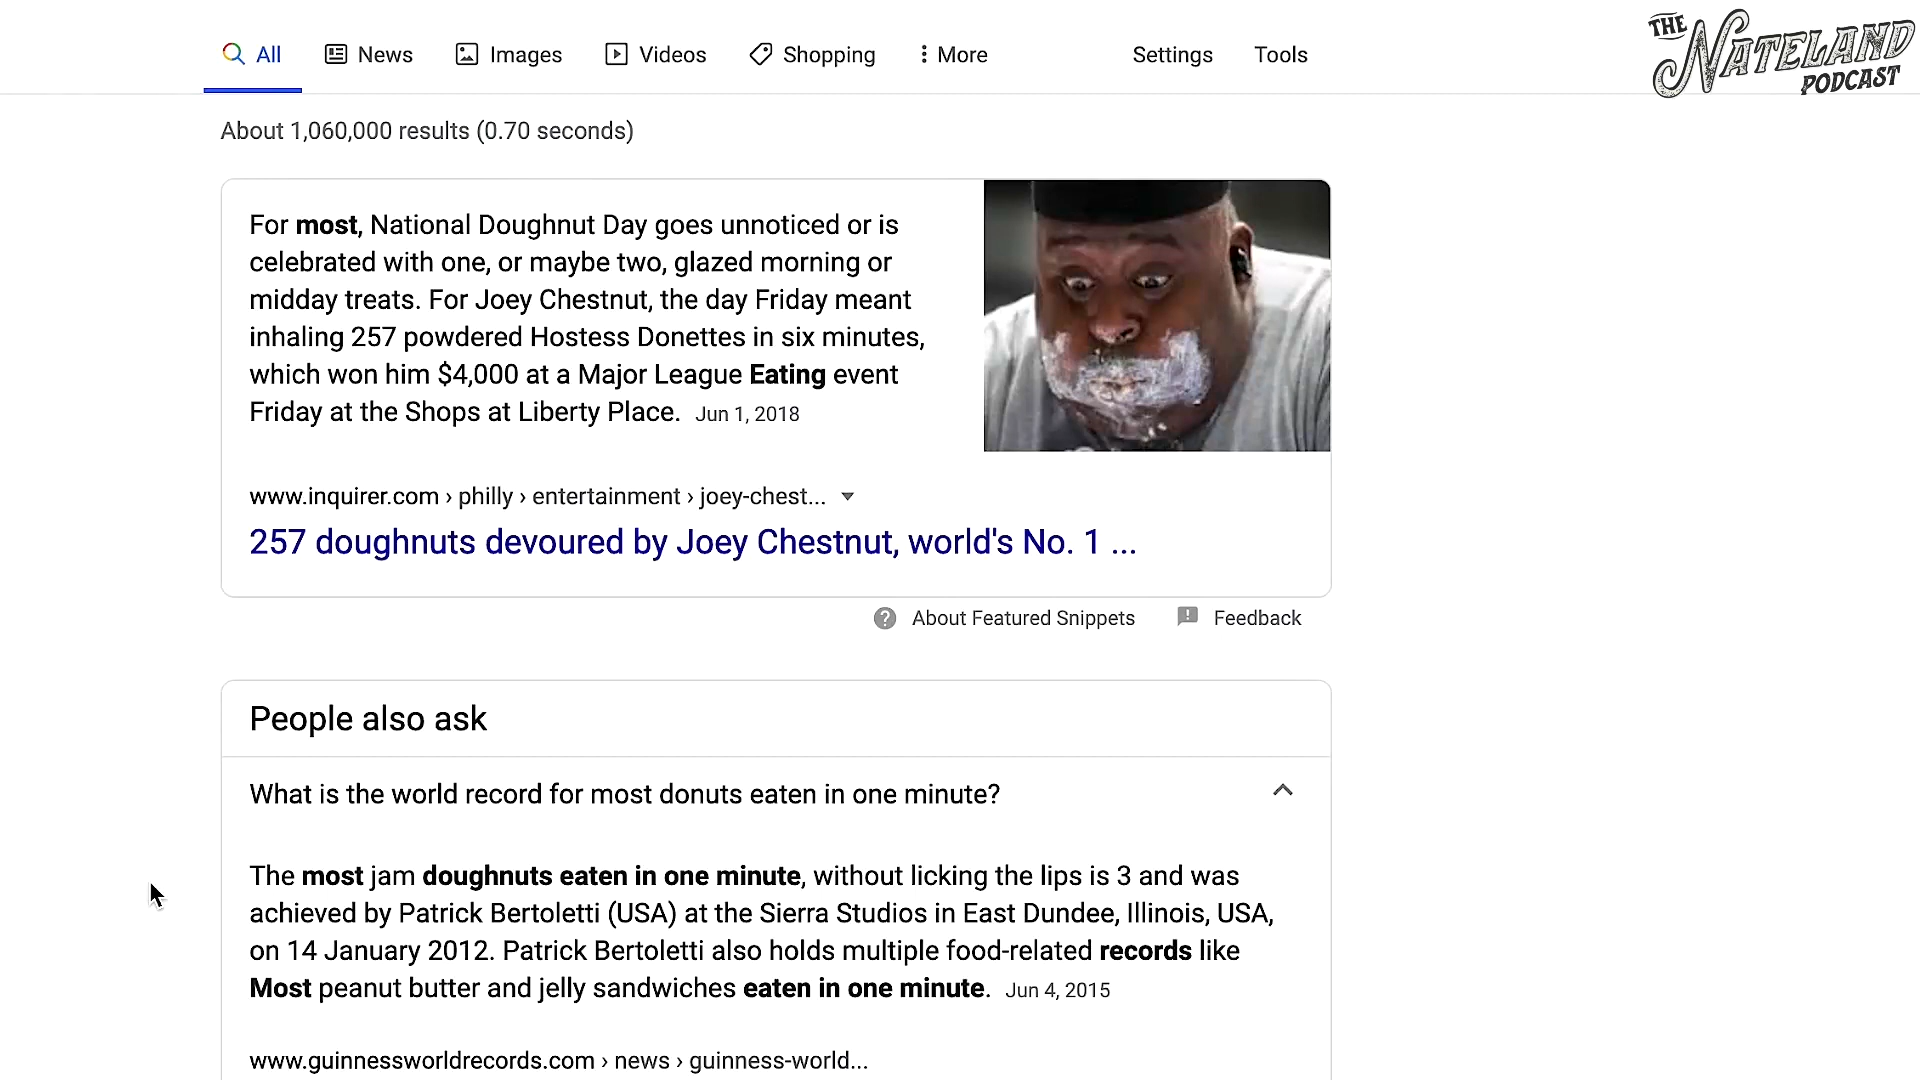 All News Images Videos Shopping More Settings Tools
THE
NATELAND
PODCAST
About 1,060,000 results (0.70 seconds)
For most, National Doughnut Day goes unnoticed or is
celebrated with one, or maybe two, glazed morning or
midday treats. For Joey Chestnut, the day Friday meant
inhaling 257 powdered Hostess Donettes in six minutes,
which won him $4,000 at a Major League Eating event
Friday at the Shops at Liberty Place. Jun 1, 2018
www.inquirer.com › philly › entertainment › joey-chest...
257 doughnuts devoured by Joey Chestnut, world's No. 1 ...
About Featured Snippets Feedback
People also ask
What is the world record for most donuts eaten in one minute?
The most jam doughnuts eaten in one minute, without licking the lips is 3 and was
achieved by Patrick Bertoletti (USA) at the Sierra Studios in East Dundee, Illinois, USA,
on 14 January 2012. Patrick Bertoletti also holds multiple food-related records like
Most peanut butter and jelly sandwiches eaten in one minute. Jun 4, 2015
www.guinnessworldrecords.com › news › guinness-world...